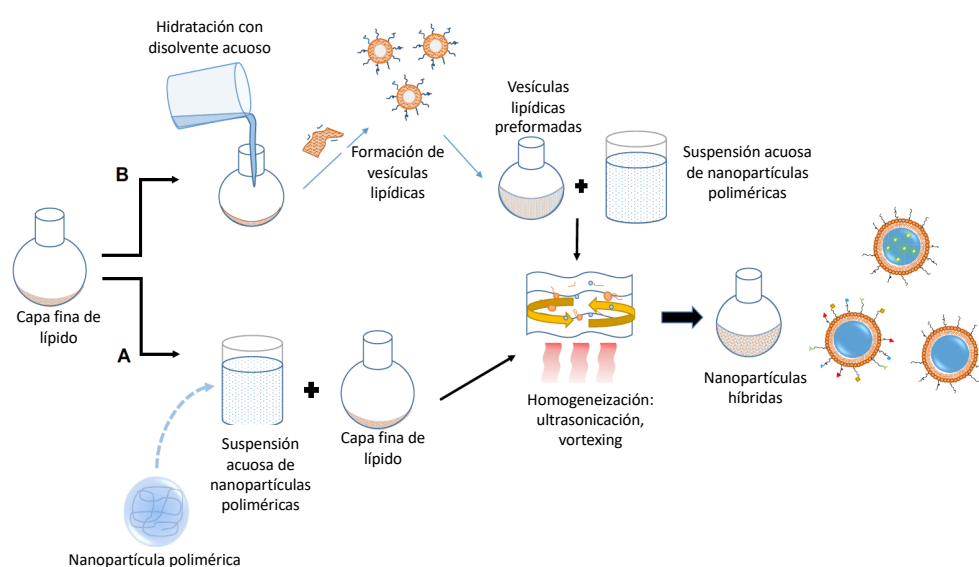 Hidratación con
disolvente acuoso
B
Formación de
vesículas
lipídicas
Vesículas
lipídicas
preformadas
+
Suspensión acuosa
de nanopartículas
poliméricas
Capa fina de
lípido
A
+
Suspensión
acuosa de
nanopartículas
poliméricas
Capa fina de
lípido
Homogeneización:
ultrasonicación,
vortexing
Nanopartículas
híbridas
Nanopartícula polimérica